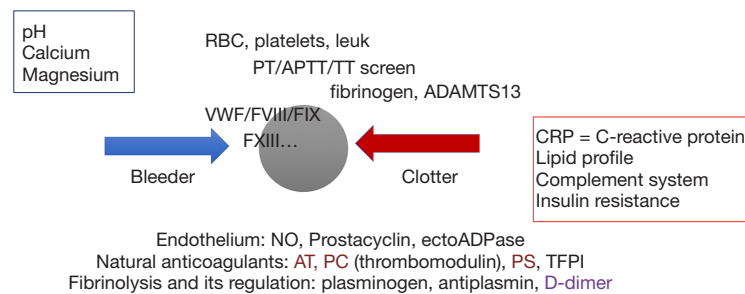 pH
Calcium
Magnesium
RBC, platelets, leuk
PT/APTT/TT screen
fibrinogen, ADAMTS13
VWF/FVIII/FIX
FXIII...
Bleeder
Clotter
CRP = C-reactive protein
Lipid profile
Complement system
Insulin resistance
Endothelium: NO, Prostacyclin, ectoADPase
Natural anticoagulants: AT, PC (thrombomodulin), PS, TFPI
Fibrinolysis and its regulation: plasminogen, antiplasmin, D-dimer